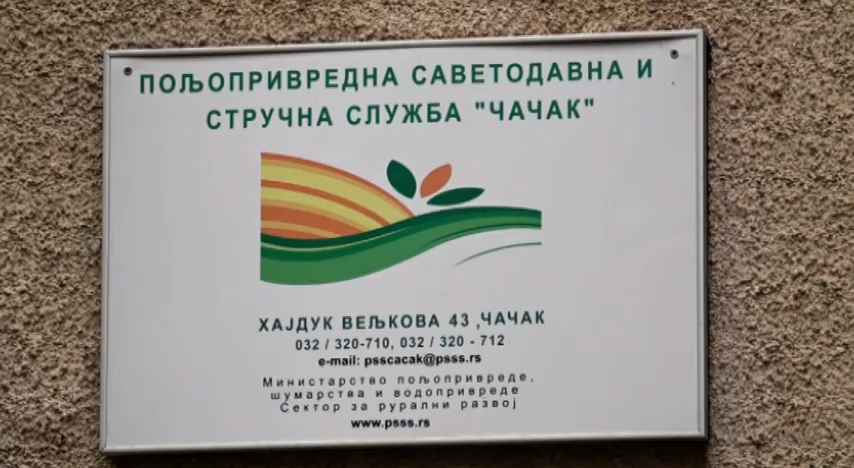 ПОЉОПРИВРЕДНА САВЕТОДАВНА И
СТРУЧНА СЛУЖБА "ЧАЧАК"
ХАЈДУК ВЕЉКОВА 43 ,ЧАЧАК
032 / 320-710, 032 / 320 - 712
e-mail: psscacak@psss.rs
Министарство пољопривреде,
шумарства и водопривреде
Сектор за рурални развој
www.psss.rs